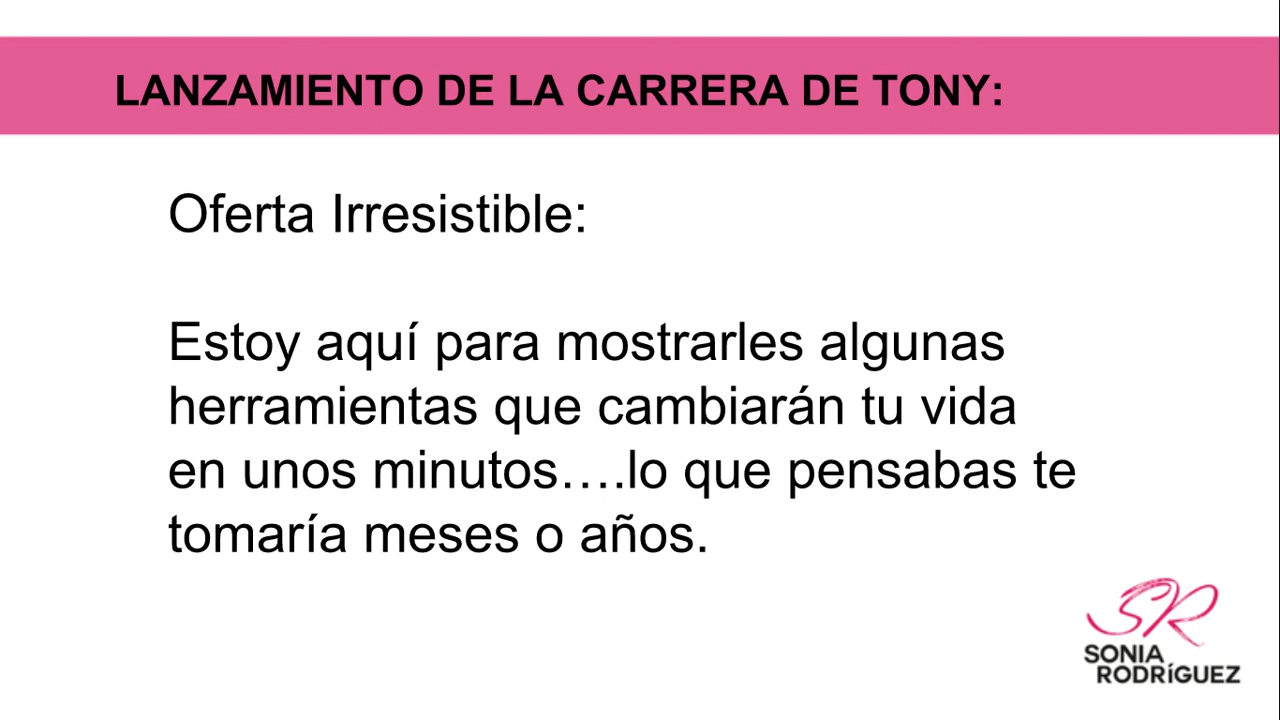 LANZAMIENTO DE LA CARRERA DE TONY:
Oferta Irresistible:
Estoy aquí para mostrarles algunas
herramientas que cambiarán tu vida
en unos minutos….lo que pensabas te
tomaría meses o años.
SR
SONIA
RODRÍGUEZ